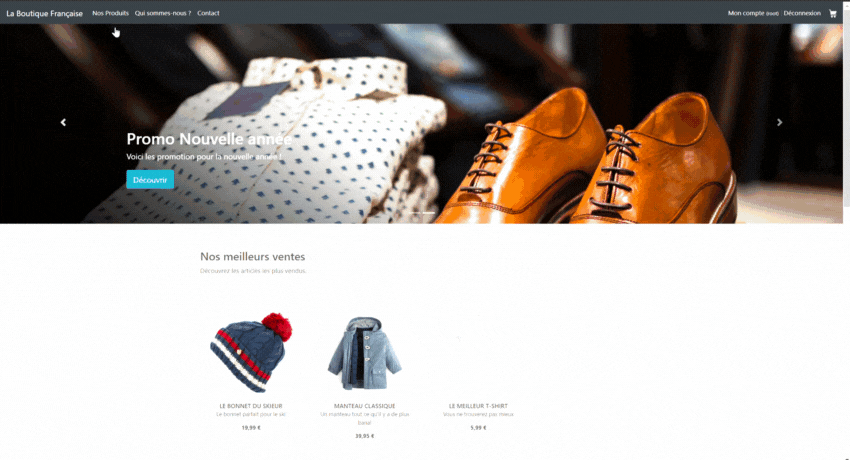 La Boutique Française Nos Produits Qui sommes-nous ? Contact Mon compte (root) | Déconnexion
Promo Nouvelle année
Voici les promotion pour la nouvelle année !
Découvrir
Nos meilleurs ventes
Découvrez les articles les plus vendus.
LE BONNET DU SKIEUR
Le bonnet parfait pour le ski
19,99 €
MANTEAU CLASSIQUE
Un manteau tout ce qu'il y a de plus
basic!
39,95 €
LE MEILLEUR T-SHIRT
Vous ne trouverez pas mieux
5,99 €